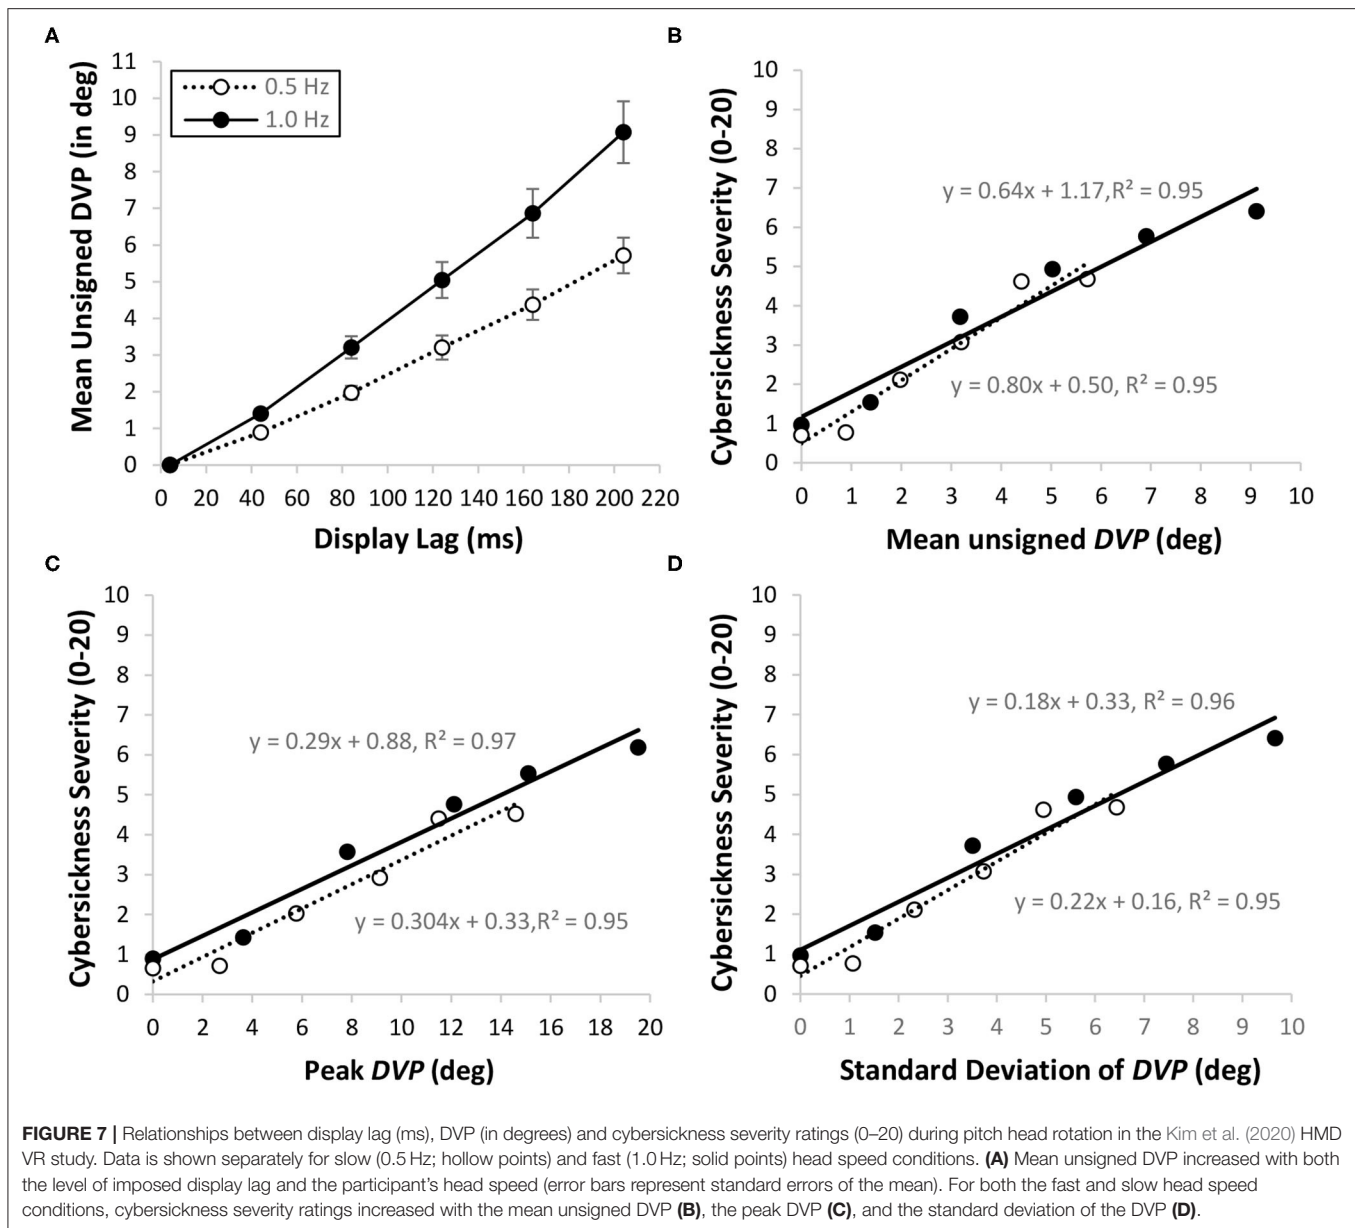 A
Mean Unsigned DVP (in deg)
11
10
9
8
7
6
5
4
3
2
1
0
0.5 Hz
1.0 Hz
0 20 40 60 80 100 120 140 160 180 200 220
Display Lag (ms)
B
Cybersickness Severity (0-20)
10
9
8
7
6
5
4
3
2
1
0
y = 0.64x + 1.17,R² = 0.95
y = 0.80x + 0.50, R² = 0.95
0 1 2 3 4 5 6 7 8 9 10
Mean unsigned DVP (deg)
C
Cybersickness Severity (0-20)
10
9
8
7
6
5
4
3
2
1
0
y = 0.29x + 0.88, R² = 0.97
y = 0.304x + 0.33,R² = 0.95
0 2 4 6 8 10 12 14 16 18 20
Peak DVP (deg)
D
Cybersickness Severity (0-20)
10
9
8
7
6
5
4
3
2
1
0
y = 0.18x + 0.33, R² = 0.96
y = 0.22x + 0.16, R² = 0.95
0 1 2 3 4 5 6 7 8 9 10
Standard Deviation of DVP (deg)
FIGURE 7 | Relationships between display lag (ms), DVP (in degrees) and cybersickness severity ratings (0–20) during pitch head rotation in the Kim et al. (2020) HMD
VR study. Data is shown separately for slow (0.5 Hz; hollow points) and fast (1.0 Hz; solid points) head speed conditions. (A) Mean unsigned DVP increased with both
the level of imposed display lag and the participant's head speed (error bars represent standard errors of the mean). For both the fast and slow head speed
conditions, cybersickness severity ratings increased with the mean unsigned DVP (B), the peak DVP (C), and the standard deviation of the DVP (D).